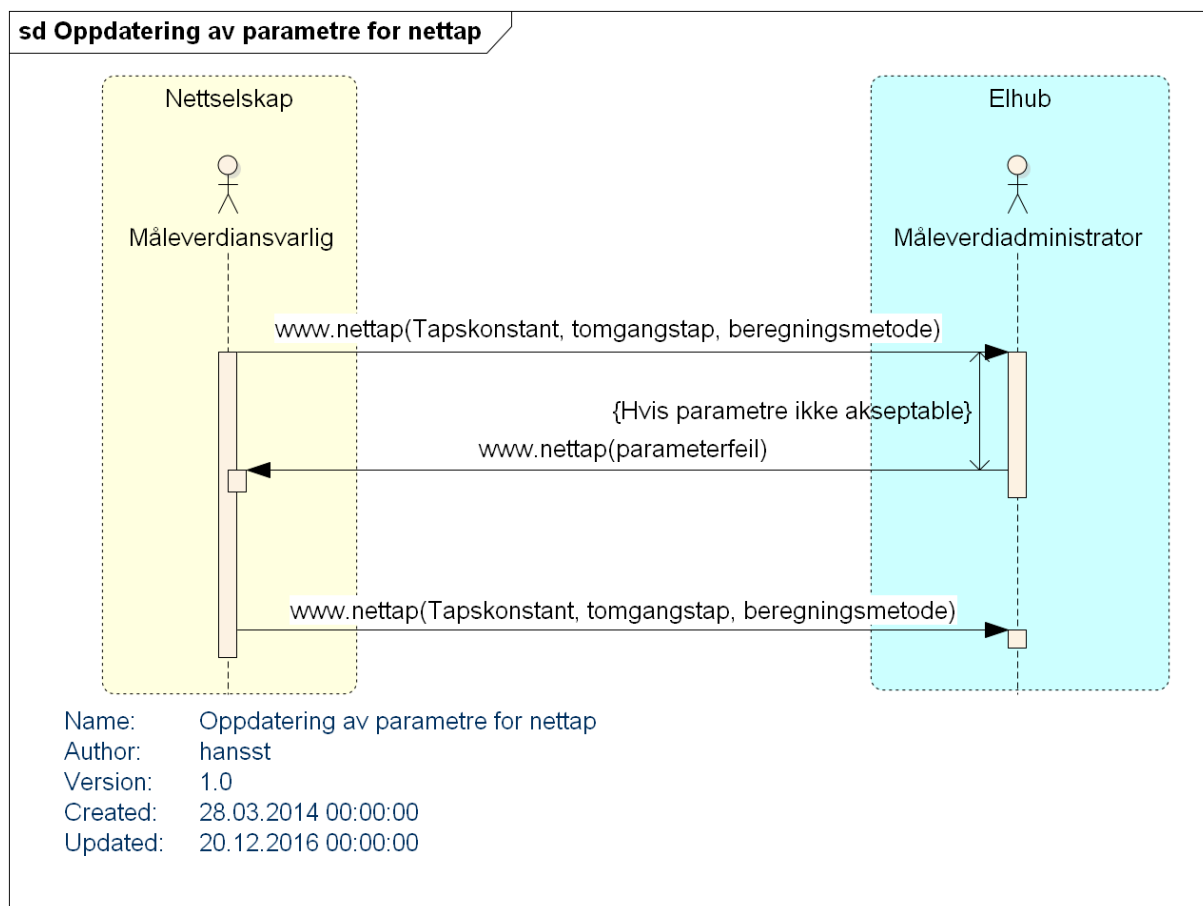 sd Oppdatering av parametre for nettap
Nettselskap
Elhub
Måleverdiansvarlig
Måleverdiadministrator
www.nettap(Tapskonstant, tomgangstap, beregningsmetode)
{Hvis parametre ikke akseptable}
www.nettap(parameterfeil)
www.nettap(Tapskonstant, tomgangstap, beregningsmetode)
Name: Oppdatering av parametre for nettap
Author: hansst
Version: 1.0
Created: 28.03.2014 00:00:00
Updated: 20.12.2016 00:00:00